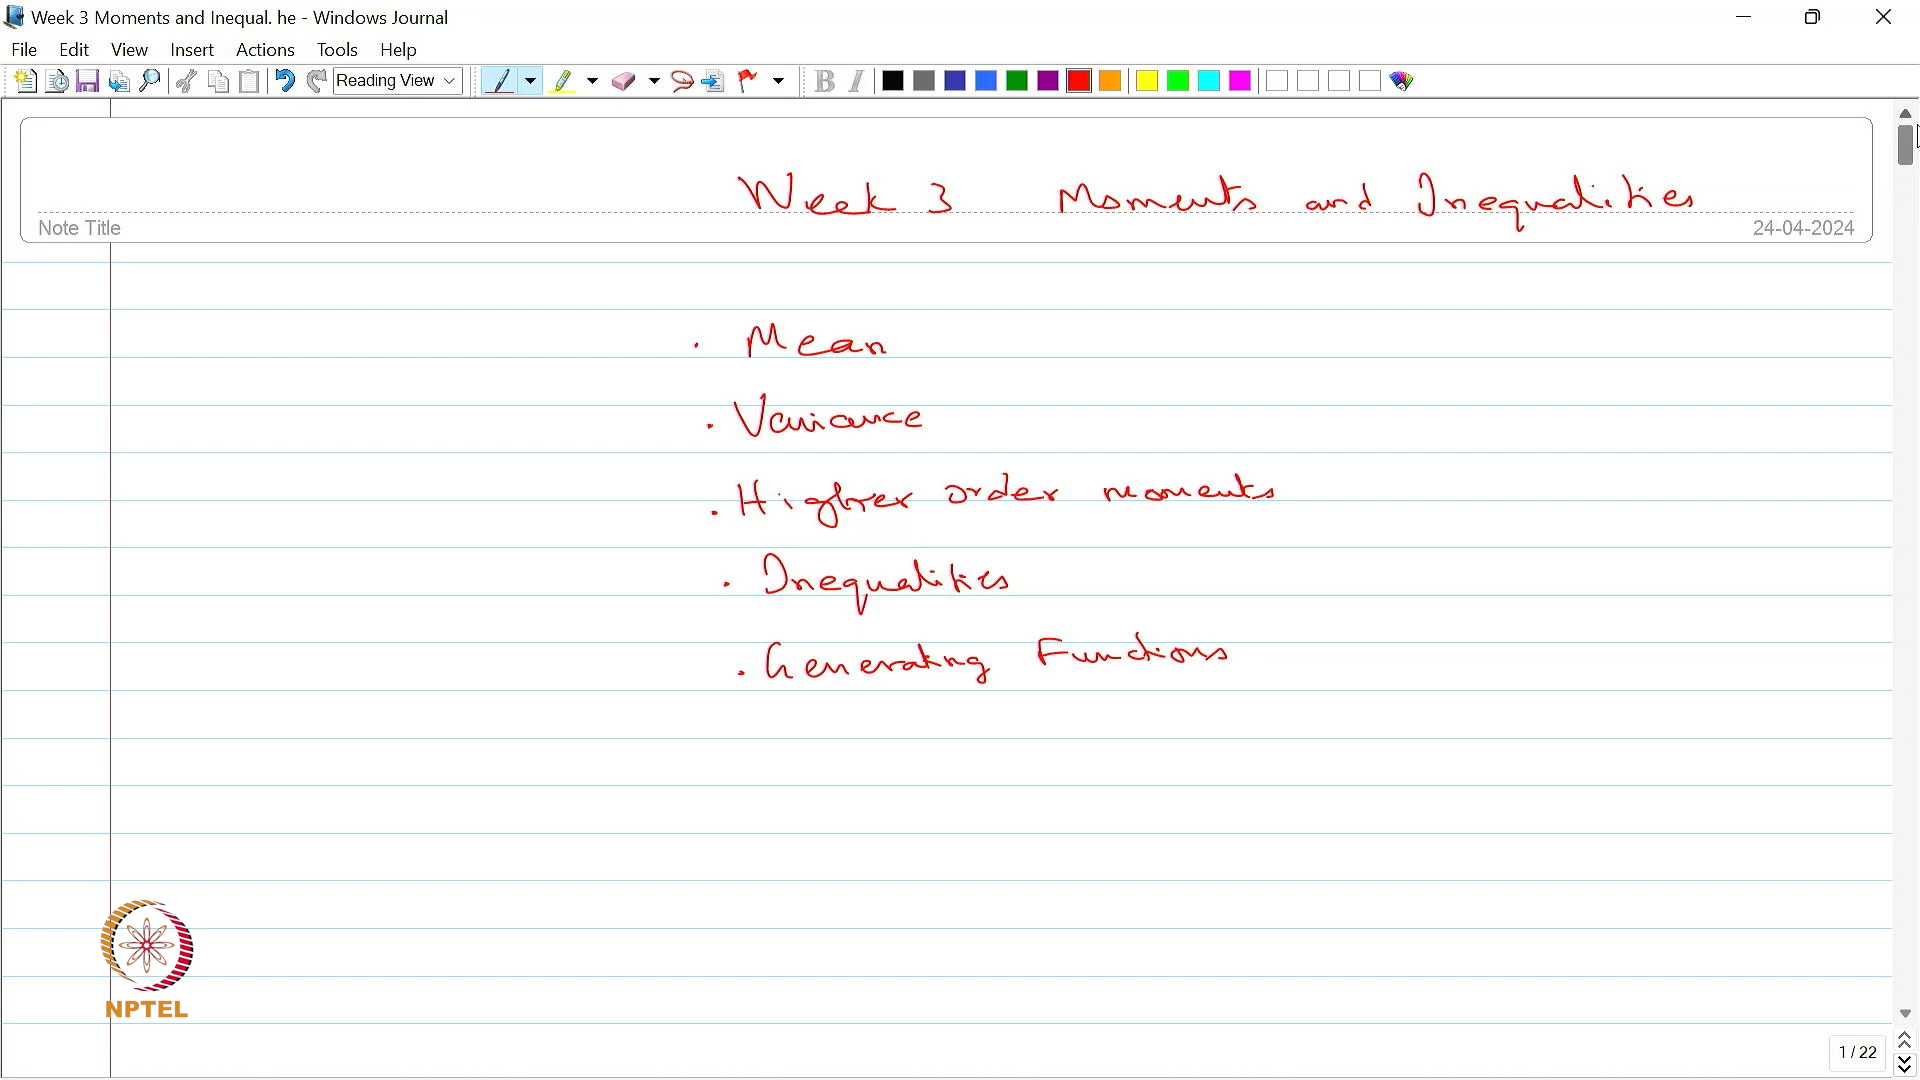 Week 3 Moments and Inequal. he - Windows Journal
File Edit View Insert Actions Tools Help
Reading View B I
Week 3 Moments and Inequalities
Note Title 24-04-2024
. Mean
. Variance
. Higher order moments
. Inequalities
. Generating Functions
NPTEL
1 / 22